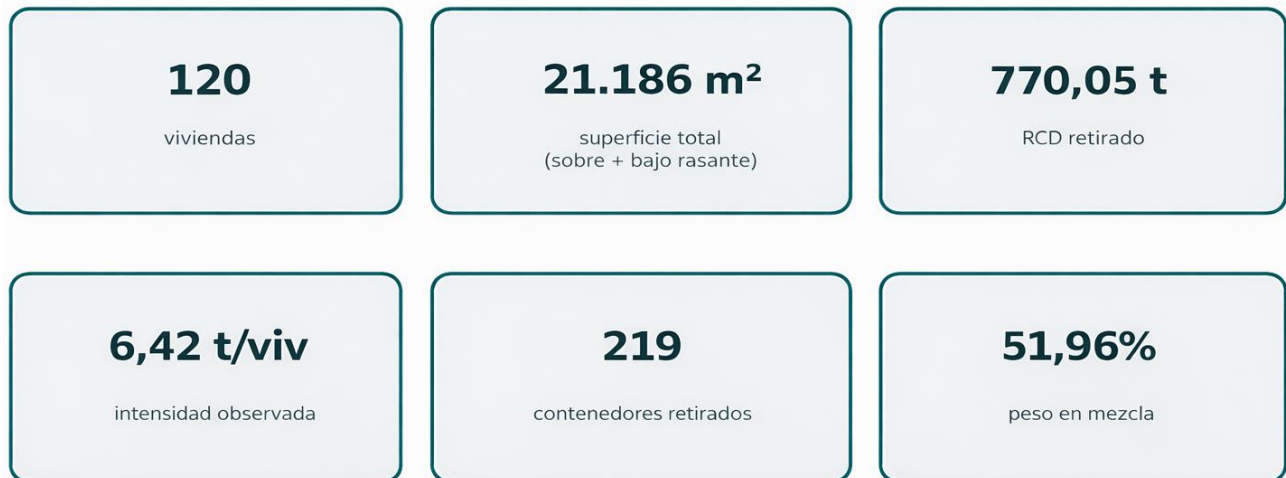 120
viviendas
21.186 m²
superficie total
(sobre + bajo rasante)
770,05 t
RCD retirado
6,42 t/viv
intensidad observada
219
contenedores retirados
51,96%
peso en mezcla